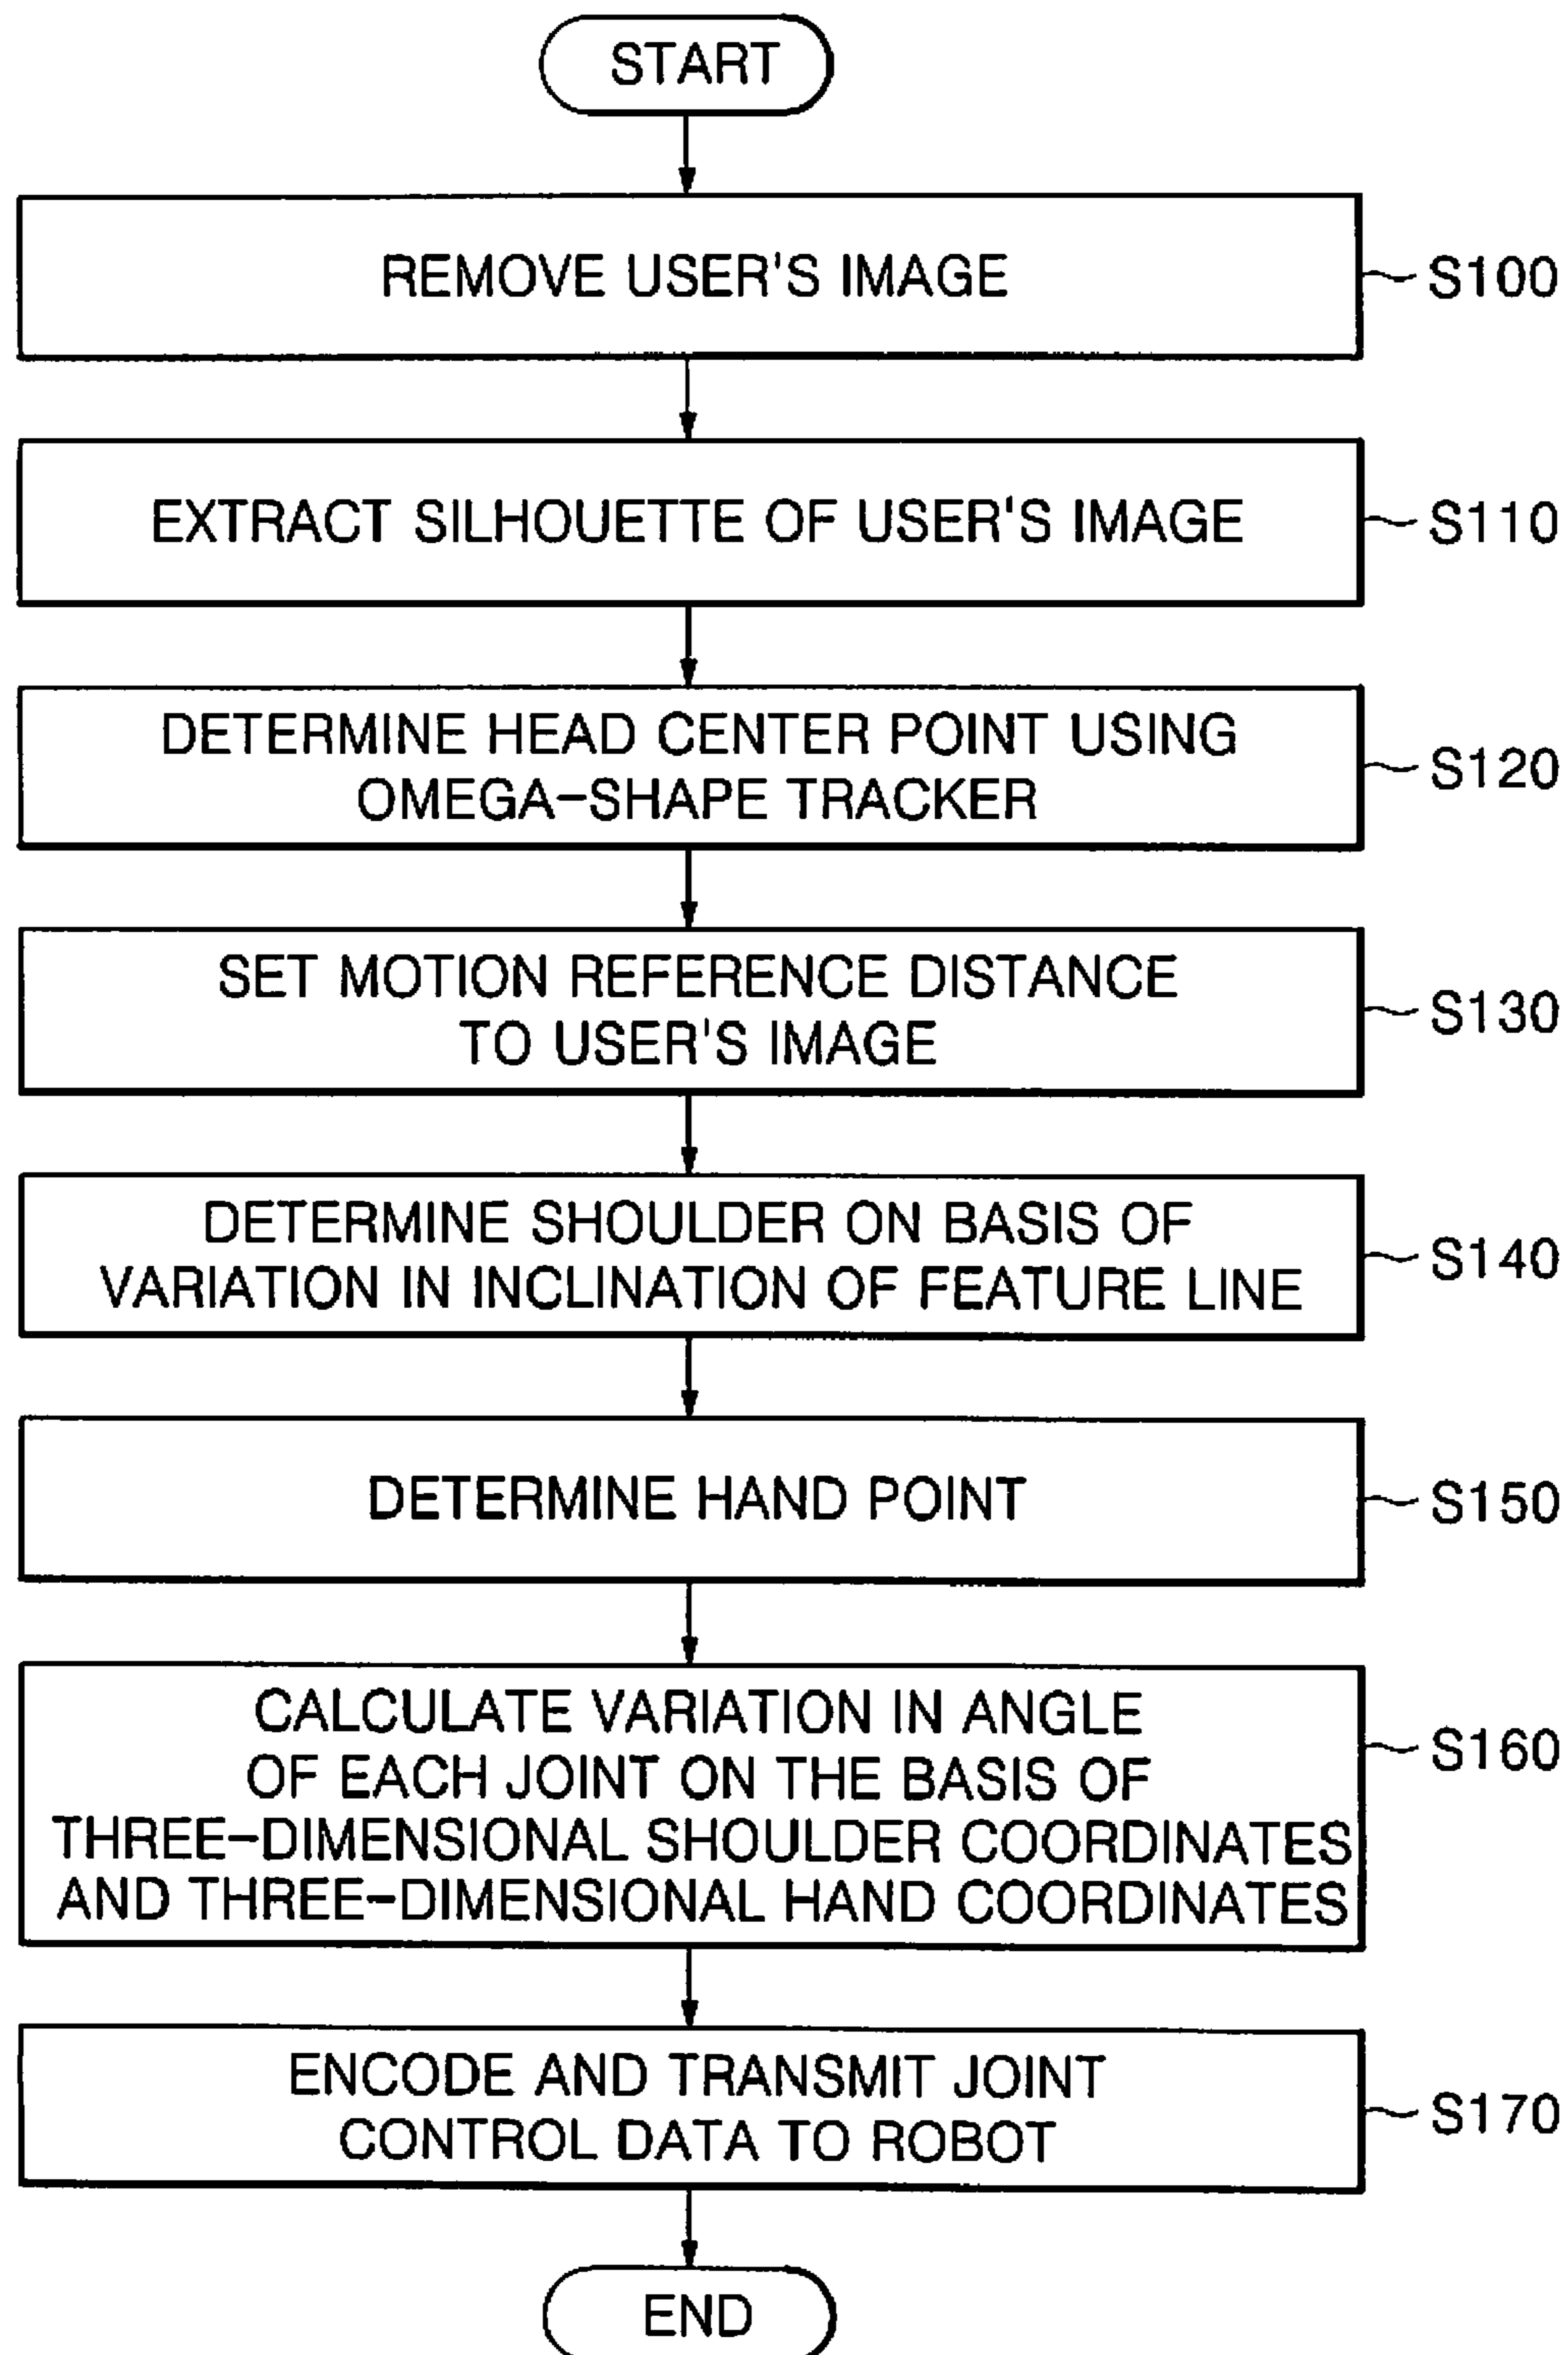 START
REMOVE USER'S IMAGE
S100
EXTRACT SILHOUETTE OF USER'S IMAGE
S110
DETERMINE HEAD CENTER POINT USING
OMEGA-SHAPE TRACKER
S120
SET MOTION REFERENCE DISTANCE
TO USER'S IMAGE
S130
DETERMINE SHOULDER ON BASIS OF
VARIATION IN INCLINATION OF FEATURE LINE
S140
DETERMINE HAND POINT
S150
CALCULATE VARIATION IN ANGLE
OF EACH JOINT ON THE BASIS OF
THREE-DIMENSIONAL SHOULDER COORDINATES
AND THREE-DIMENSIONAL HAND COORDINATES
S160
ENCODE AND TRANSMIT JOINT
CONTROL DATA TO ROBOT
S170
END